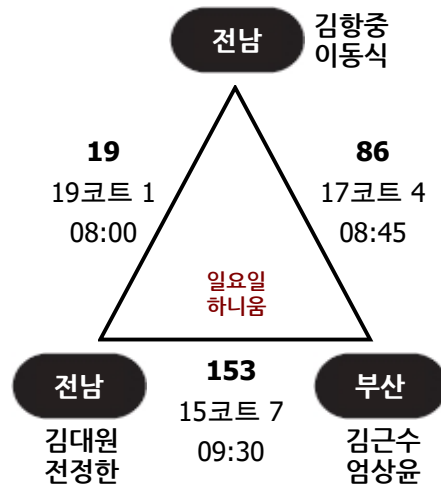 전남
김항중
이동식
19
19코트 1
08:00
86
17코트 4
08:45
일요일
하니움
전남
김대원
전정한
153
15코트 7
09:30
부산
김근수
엄상윤